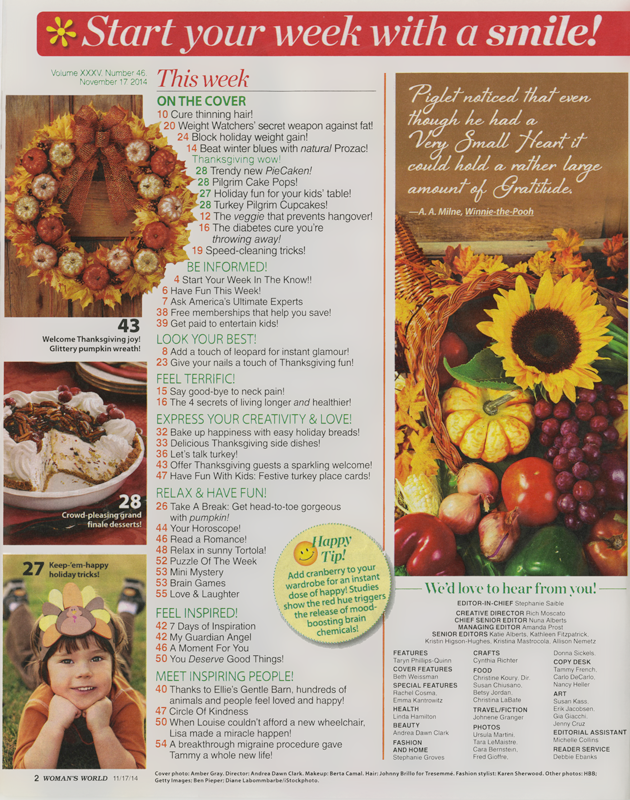 Start your week with a smile!
Volume XXXV, Number 46,
November 17 2014
This week
ON THE COVER
10 Cure thinning hair!
20 Weight Watchers' secret weapon against fat!
24 Block holiday weight gain!
14 Beat winter blues with natural Prozac!
Thanksgiving wow!
28 Trendy new PieCaken!
28 Pilgrim Cake Pops!
27 Holiday fun for your kids' table!
28 Turkey Pilgrim Cupcakes!
12 The veggie that prevents hangover!
16 The diabetes cure you're
throwing away!
19 Speed-cleaning tricks!
BE INFORMED!
4 Start Your Week In The Know!!
6 Have Fun This Week!
7 Ask America's Ultimate Experts
38 Free memberships that help you save!
39 Get paid to entertain kids!
LOOK YOUR BEST!
8 Add a touch of leopard for instant glamour!
23 Give your nails a touch of Thanksgiving fun!
FEEL TERRIFIC!
15 Say good-bye to neck pain!
16 The 4 secrets of living longer and healthier!
EXPRESS YOUR CREATIVITY & LOVE!
32 Bake up happiness with easy holiday breads!
33 Delicious Thanksgiving side dishes!
36 Let's talk turkey!
43 Offer Thanksgiving guests a sparkling welcome!
47 Have Fun With Kids: Festive turkey place cards!
RELAX & HAVE FUN!
26 Take A Break: Get head-to-toe gorgeous
with pumpkin!
44 Your Horoscope!
46 Read a Romance!
48 Relax in sunny Tortola!
52 Puzzle Of The Week
53 Mini Mystery
53 Brain Games
55 Love & Laughter
FEEL INSPIRED!
42 7 Days of Inspiration
42 My Guardian Angel
46 A Moment For You
50 You Deserve Good Things!
MEET INSPIRING PEOPLE!
40 Thanks to Ellie's Gentle Barn, hundreds of
animals and people feel loved and happy!
47 Circle Of Kindness
50 When Louise couldn't afford a new wheelchair,
Lisa made a miracle happen!
54 A breakthrough migraine procedure gave
Tammy a whole new life!
43
Welcome Thanksgiving joy!
Glittery pumpkin wreath!
28
Crowd-pleasing grand
finale desserts!
27 Keep-'em-happy
holiday tricks!
Happy
Tip!
Add cranberry to your
wardrobe for an instant
dose of happy! Studies
show the red hue triggers
the release of mood-
boosting brain
chemicals!
Piglet noticed that even
though he had a
Very Small Heart, it
could hold a rather large
amount of Gratitude.
—A. A. Milne, Winnie-the-Pooh
We'd love to hear from you!
EDITOR-IN-CHIEF Stephanie Saible
CREATIVE DIRECTOR Rich Moscato
CHIEF SENIOR EDITOR Nuria Alberts
MANAGING EDITOR Amanda Prost
SENIOR EDITORS Katie Alberts, Kathleen Fitzpatrick,
Kristin Higson-Hughes, Kristina Mastrocola, Allison Nemetz
FEATURES
Taryn Phillips-Quinn
COVER FEATURES
Beth Weissman
SPECIAL FEATURES
Rachel Cosma,
Emma Kantrowitz
HEALTH
Linda Hamilton
BEAUTY
Andrea Dawn Clark
FASHION
AND HOME
Stephanie Groves
CRAFTS
Cynthia Richter
FOOD
Christine Koury, Dir.
Susan Chiusano,
Betsy Jordan,
Christina LaBate
TRAVEL/FICTION
Johnene Granger
PHOTOS
Ursula Martini,
Tara LeMaistre,
Cara Bernstein,
Fred Gioffre,
Donna Sickels,
COPY DESK
Tammy French,
Carlo DeCarlo,
Nancy Heller
ART
Susan Kass,
Erik Jacobsen,
Gia Giacchi,
Jenny Cruz
EDITORIAL ASSISTANT
Michelle Collins
READER SERVICE
Debbie Ebanks
2 WOMAN'S WORLD 11/17/14
Cover photo: Amber Gray. Director: Andrea Dawn Clark. Makeup: Berta Camal. Hair: Johnny Brillo for Tresemmé. Fashion stylist: Karen Sherwood. Other photos: HBB;
Getty Images: Ben Pieper; Diane Labommbarbe/iStockphoto.